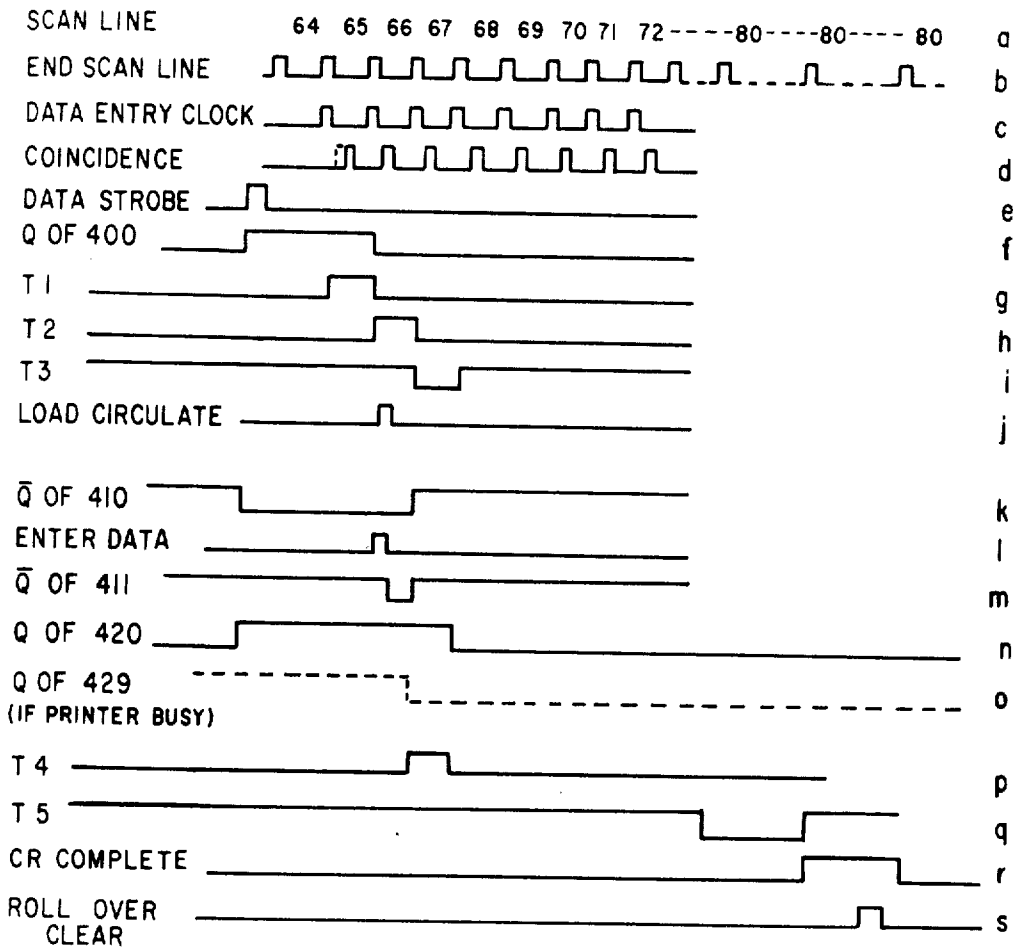 SCAN LINE 64 65 66 67 68 69 70 71 72-----80----80---- 80 a
END SCAN LINE b
DATA ENTRY CLOCK c
COINCIDENCE d
DATA STROBE e
Q OF 400 f
T1 g
T2 h
T3 i
LOAD CIRCULATE j
Q̄ OF 410 k
ENTER DATA l
Q̄ OF 411 m
Q OF 420 n
Q OF 429 o
(IF PRINTER BUSY)
T4 p
T5 q
CR COMPLETE r
ROLL OVER s
CLEAR